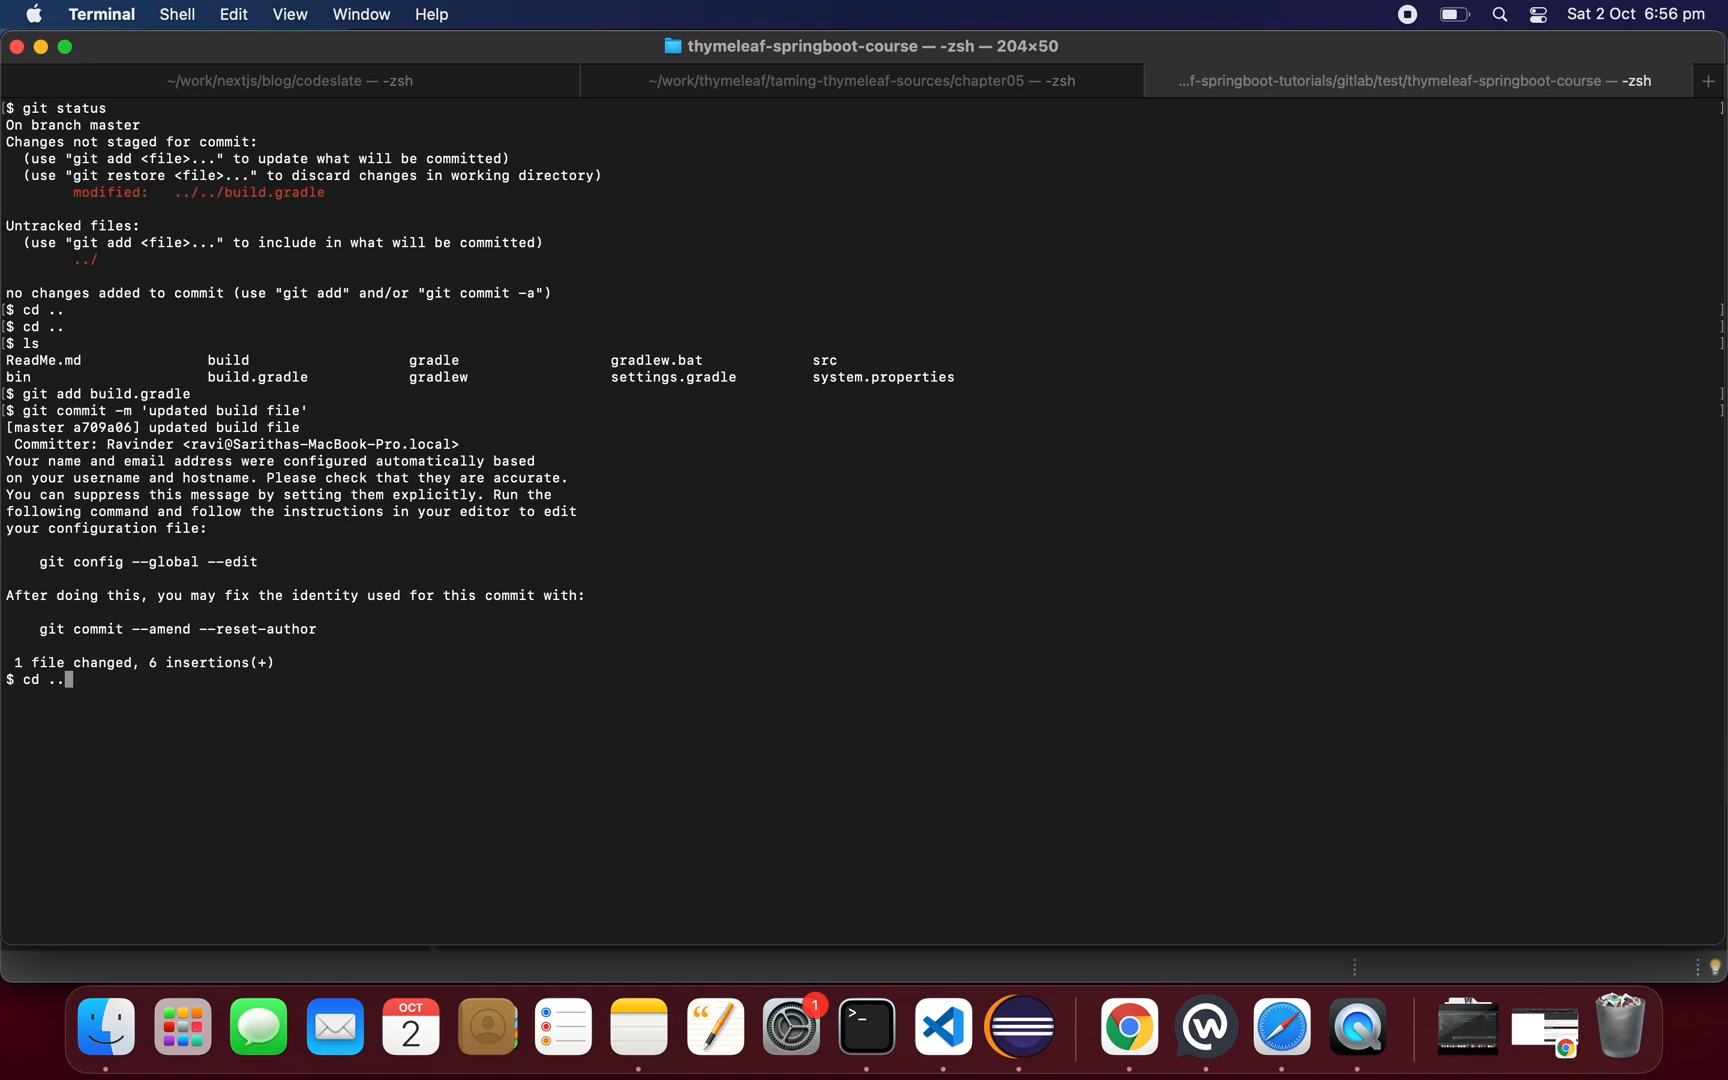 Terminal Shell Edit View Window Help Sat 2 Oct 6:56 pm
thymeleaf-springboot-course — -zsh — 204×50
~/work/nextjs/blog/codeslate — -zsh
~/work/thymeleaf/taming-thymeleaf-sources/chapter05 — -zsh
...f-springboot-tutorials/gitlab/test/thymeleaf-springboot-course — -zsh
[$ git status ]
On branch master
Changes not staged for commit:
(use "git add <file>..." to update what will be committed)
(use "git restore <file>..." to discard changes in working directory)
modified: ../../build.gradle
Untracked files:
(use "git add <file>..." to include in what will be committed)
../
no changes added to commit (use "git add" and/or "git commit -a")
[$ cd .. ]
[$ cd .. ]
[$ ls ]
ReadMe.md build gradle gradlew.bat src
bin build.gradle gradlew settings.gradle system.properties
[$ git add build.gradle ]
[$ git commit -m 'updated build file' ]
[master a709a06] updated build file
Committer: Ravinder <ravi@Sarithas-MacBook-Pro.local>
Your name and email address were configured automatically based
on your username and hostname. Please check that they are accurate.
You can suppress this message by setting them explicitly. Run the
following command and follow the instructions in your editor to edit
your configuration file:
git config --global --edit
After doing this, you may fix the identity used for this commit with:
git commit --amend --reset-author
1 file changed, 6 insertions(+)
$ cd ..
OCT
2
1
>_